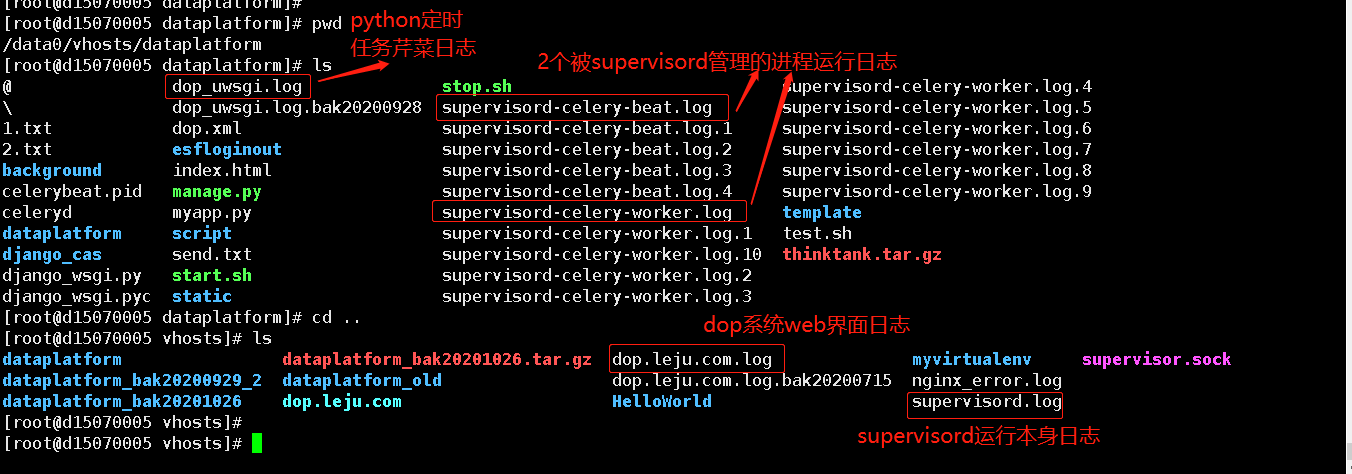 [root@d15070005 dataplatform]#
[root@d15070005 dataplatform]# pwd
python定时
/data0/vhosts/dataplatform
任务芹菜日志
[root@d15070005 dataplatform]# ls
2个被supervisord管理的进程运行日志
@ dop_uwsgi.log stop.sh supervisord-celery-worker.log.4
\ dop_uwsgi.log.bak20200928 supervisord-celery-beat.log supervisord-celery-worker.log.5
1.txt dop.xml supervisord-celery-beat.log.1 supervisord-celery-worker.log.6
2.txt esfloginout supervisord-celery-beat.log.2 supervisord-celery-worker.log.7
background index.html supervisord-celery-beat.log.3 supervisord-celery-worker.log.8
celerybeat.pid manage.py supervisord-celery-beat.log.4 supervisord-celery-worker.log.9
celeryd myapp.py supervisord-celery-worker.log template
dataplatform script supervisord-celery-worker.log.1 test.sh
django_cas send.txt supervisord-celery-worker.log.10 thinktank.tar.gz
django_wsgi.py start.sh supervisord-celery-worker.log.2
django_wsgi.pyc static supervisord-celery-worker.log.3
[root@d15070005 dataplatform]# cd ..
dop系统web界面日志
[root@d15070005 vhosts]# ls
dataplatform dataplatform_bak20201026.tar.gz dop.leju.com.log myvirtualenv supervisor.sock
dataplatform_bak20200929_2 dataplatform_old dop.leju.com.log.bak20200715 nginx_error.log
dataplatform_bak20201026 dop.leju.com HelloWorld supervisord.log
[root@d15070005 vhosts]#
supervisord运行本身日志
[root@d15070005 vhosts]#